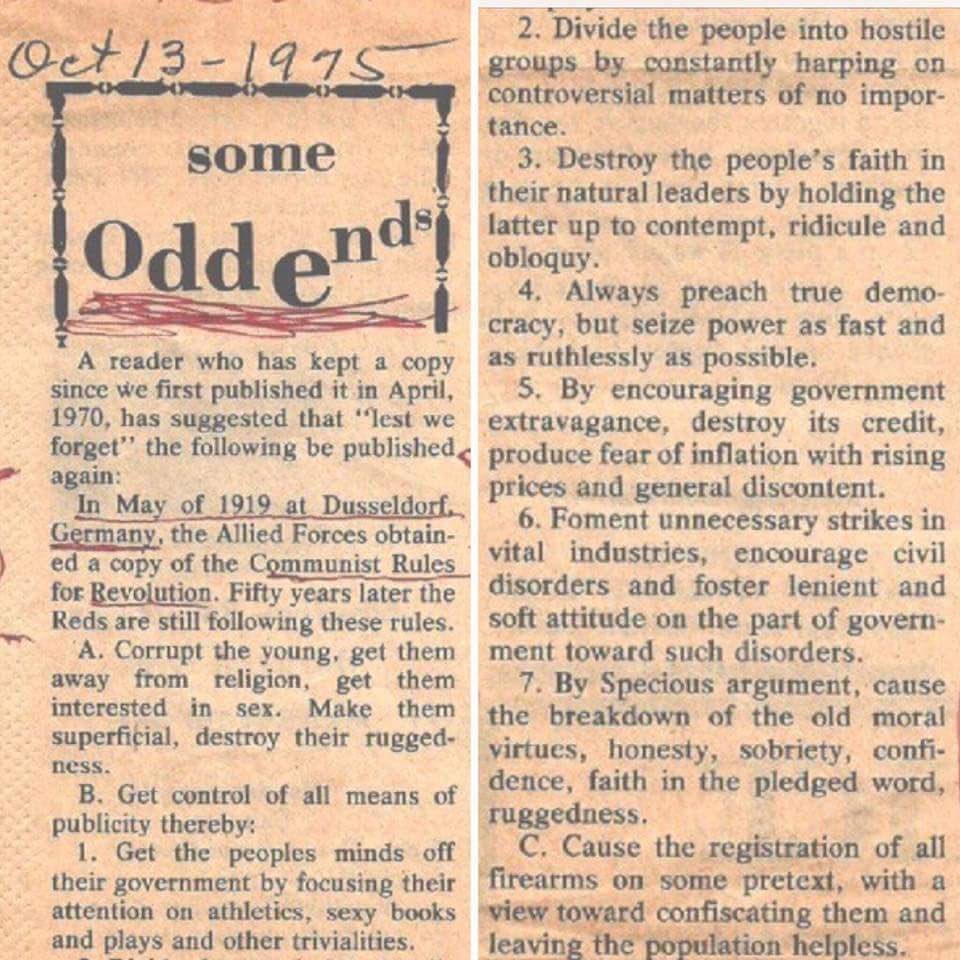 Oct 13-1975
some
Oddends
A reader who has kept a copy
since we first published it in April,
1970, has suggested that "lest we
forget" the following be published
again:
In May of 1919 at Dusseldorf,
Germany, the Allied Forces obtain-
ed a copy of the Communist Rules
for Revolution. Fifty years later the
Reds are still following these rules.
A. Corrupt the young, get them
away from religion, get them
interested in sex. Make them
superficial, destroy their rugged-
ness.
B. Get control of all means of
publicity thereby:
1. Get the peoples minds off
their government by focusing their
attention on athletics, sexy books
and plays and other trivialities.
2. Divide the people into hostile
groups by constantly harping on
controversial matters of no impor-
tance.
3. Destroy the people's faith in
their natural leaders by holding the
latter up to contempt, ridicule and
obloquy.
4. Always preach true demo-
cracy, but seize power as fast and
as ruthlessly as possible.
5. By encouraging government
extravagance, destroy its credit,
produce fear of inflation with rising
prices and general discontent.
6. Foment unnecessary strikes in
vital industries, encourage civil
disorders and foster lenient and
soft attitude on the part of govern-
ment toward such disorders.
7. By Specious argument, cause
the breakdown of the old moral
virtues, honesty, sobriety, confi-
dence, faith in the pledged word,
ruggedness.
C. Cause the registration of all
firearms on some pretext, with a
view toward confiscating them and
leaving the population helpless.